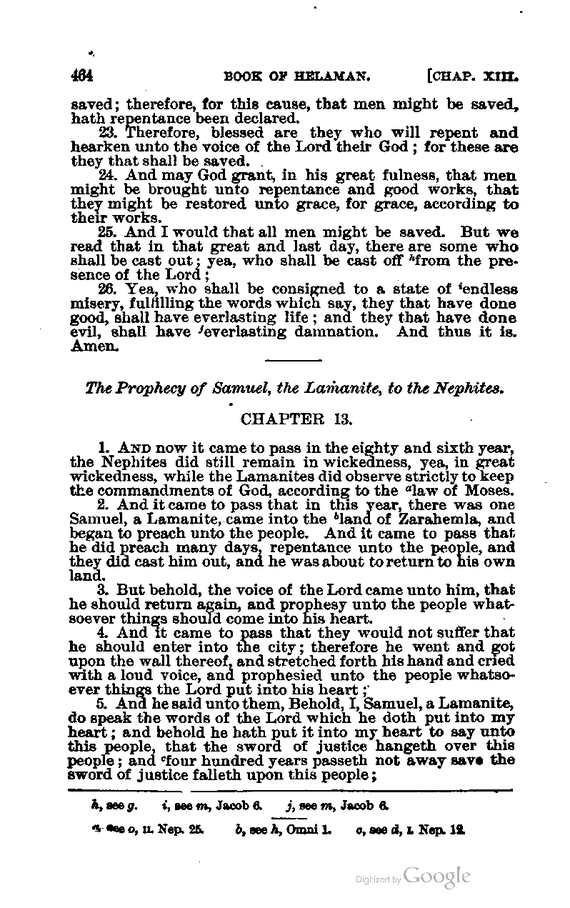 464 BOOK OF HELAMAN. [CHAP. XIII.
saved; therefore, for this cause, that men might be saved,
hath repentance been declared.
23. Therefore, blessed are they who will repent and
hearken unto the voice of the Lord their God; for these are
they that shall be saved.
24. And may God grant, in his great fulness, that men
might be brought unto repentance and good works, that
they might be restored unto grace, for grace, according to
their works.
25. And I would that all men might be saved. But we
read that in that great and last day, there are some who
shall be cast out; yea, who shall be cast off hfrom the pre-
sence of the Lord;
26. Yea, who shall be consigned to a state of iendless
misery, fulfilling the words which say, they that have done
good, shall have everlasting life; and they that have done
evil, shall have jeverlasting damnation. And thus it is.
Amen.
The Prophecy of Samuel, the Lamanite, to the Nephites.
CHAPTER 13.
1. AND now it came to pass in the eighty and sixth year,
the Nephites did still remain in wickedness, yea, in great
wickedness, while the Lamanites did observe strictly to keep
the commandments of God, according to the alaw of Moses.
2. And it came to pass that in this year, there was one
Samuel, a Lamanite, came into the bland of Zarahemla, and
began to preach unto the people. And it came to pass that
he did preach many days, repentance unto the people, and
they did cast him out, and he was about to return to his own
land.
3. But behold, the voice of the Lord came unto him, that
he should return again, and prophesy unto the people what-
soever things should come into his heart.
4. And it came to pass that they would not suffer that
he should enter into the city; therefore he went and got
upon the wall thereof, and stretched forth his hand and cried
with a loud voice, and prophesied unto the people whatso-
ever things the Lord put into his heart;
5. And he said unto them, Behold, I, Samuel, a Lamanite,
do speak the words of the Lord which he doth put into my
heart; and behold he hath put it into my heart to say unto
this people, that the sword of justice hangeth over this
people; and cfour hundred years passeth not away save the
sword of justice falleth upon this people;
h, see g. i, see m, Jacob 6. j, see m, Jacob 6.
a, see o, II. Nep. 25. b, see h, Omni 1. c, see d, I. Nep. 12.
Digitized by Google